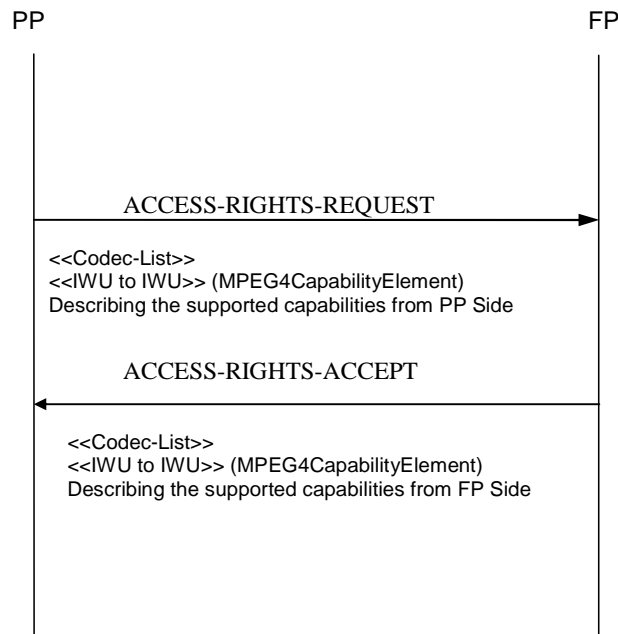 PP FP
ACCESS-RIGHTS-REQUEST
<<Codec-List>>
<<IWU to IWU>> (MPEG4CapabilityElement)
Describing the supported capabilities from PP Side
ACCESS-RIGHTS-ACCEPT
<<Codec-List>>
<<IWU to IWU>> (MPEG4CapabilityElement)
Describing the supported capabilities from FP Side